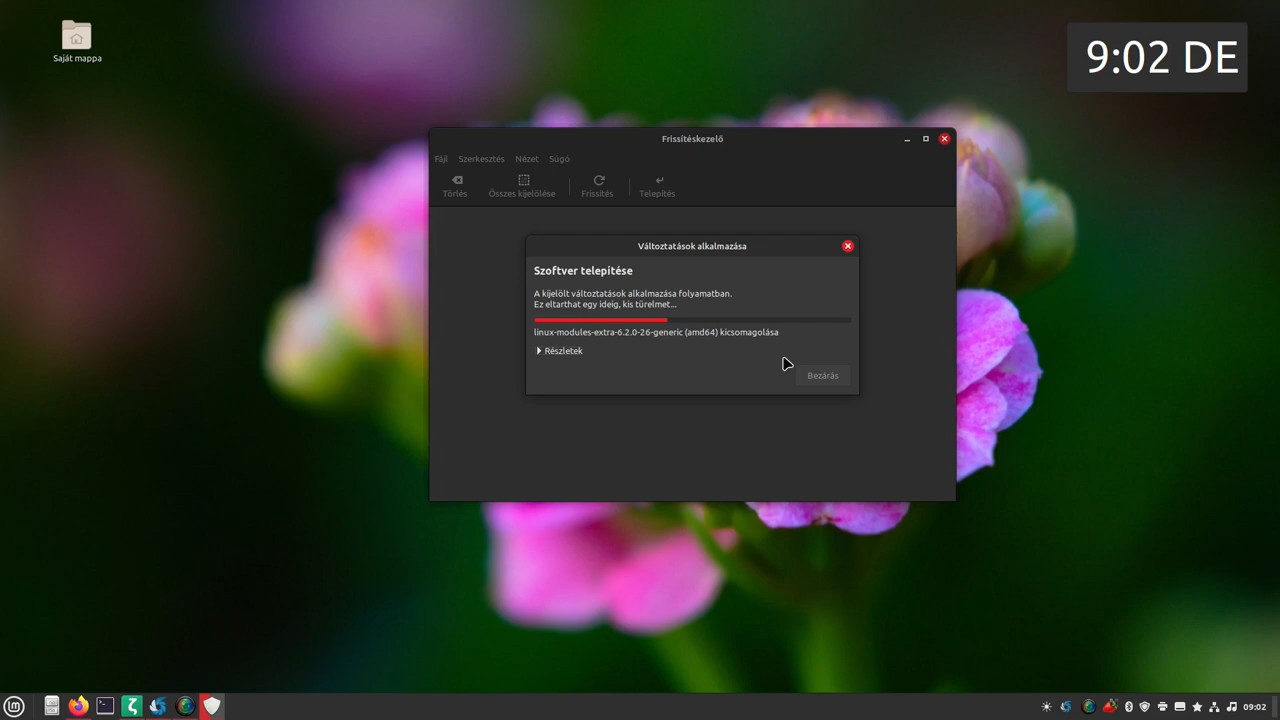 Saját mappa
9:02 DE
Frissítéskezelő
Fájl Szerkesztés Nézet Súgó
Törlés Összes kijelölése Frissítés Telepítés
Változtatások alkalmazása
Szoftver telepítése
A kijelölt változtatások alkalmazása folyamatban.
Ez eltarthat egy ideig, kis türelmet...
linux-modules-extra-6.2.0-26-generic (amd64) kicsomagolása
Részletek
Bezárás
09:02